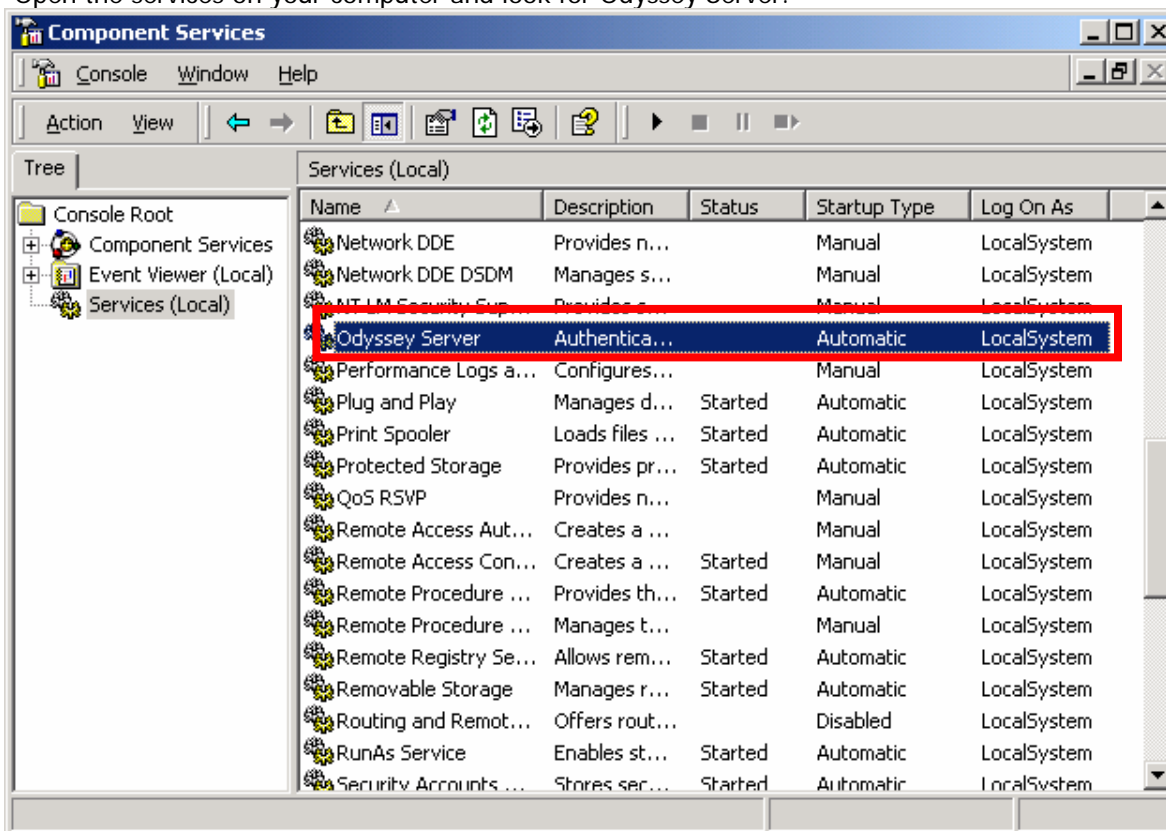 Open the services on your computer and look for Odyssey Server.
Component Services
Console Window Help
Action View
Tree Services (Local)
Console Root
Component Services
Event Viewer (Local)
Services (Local)
Name Description Status Startup Type Log On As
Network DDE Provides n... Manual LocalSystem
Network DDE DSDM Manages s... Manual LocalSystem
NT LM Security Sup... Provides s... Manual LocalSystem
Odyssey Server Authentica... Automatic LocalSystem
Performance Logs a... Configures... Manual LocalSystem
Plug and Play Manages d... Started Automatic LocalSystem
Print Spooler Loads files ... Started Automatic LocalSystem
Protected Storage Provides pr... Started Automatic LocalSystem
QoS RSVP Provides n... Manual LocalSystem
Remote Access Aut... Creates a ... Manual LocalSystem
Remote Access Con... Creates a ... Started Manual LocalSystem
Remote Procedure ... Provides th... Started Automatic LocalSystem
Remote Procedure ... Manages t... Manual LocalSystem
Remote Registry Se... Allows rem... Started Automatic LocalSystem
Removable Storage Manages r... Started Automatic LocalSystem
Routing and Remot... Offers rout... Disabled LocalSystem
RunAs Service Enables st... Started Automatic LocalSystem
Security Accounts ... Stores sec... Started Automatic LocalSystem